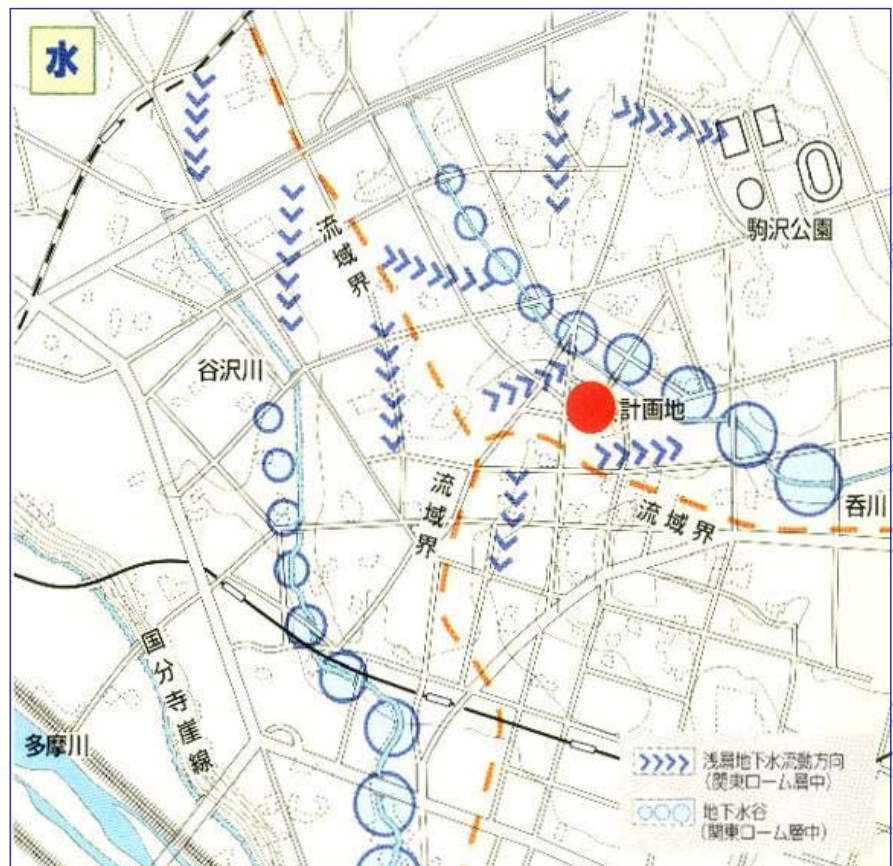 水
駒沢公園
流域界
谷沢川
計画地
流域界
流域界
呑川
国分寺崖線
多摩川
浅層地下水流動方向
(関東ローム層中)
地下水谷
(関東ローム層中)